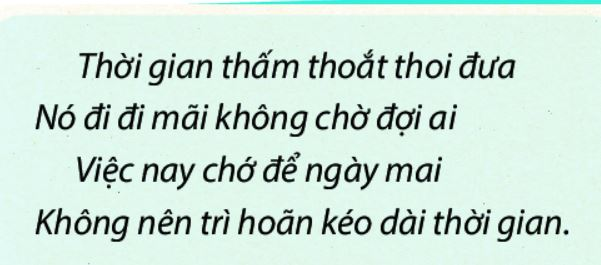 Thời gian thấm thoắt thoi đưa
Nó đi đi mãi không chờ đợi ai
Việc nay chớ để ngày mai
Không nên trì hoãn kéo dài thời gian.